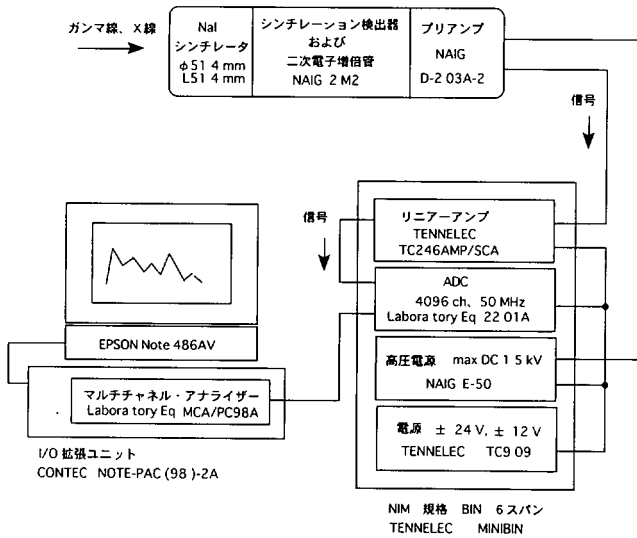 ガンマ線、X線
NaI
シンチレータ
φ51 4 mm
L51 4 mm
シンチレーション検出器
および
二次電子増倍管
NAIG 2 M2
プリアンプ
NAIG
D-2 03A-2
信号
信号
リニアーアンプ
TENNELEC
TC246AMP/SCA
ADC
4096 ch、50 MHz
Labora tory Eq 22 01A
高圧電源 max DC 1 5 kV
NAIG E-50
電源 ± 24 V, ± 12 V
TENNELEC TC9 09
NIM 規格 BIN 6スパン
TENNELEC MINIBIN
EPSON Note 486AV
マルチチャネル・アナライザー
Labora tory Eq MCA/PC98A
I/O 拡張ユニット
CONTEC NOTE-PAC (98 )-2A